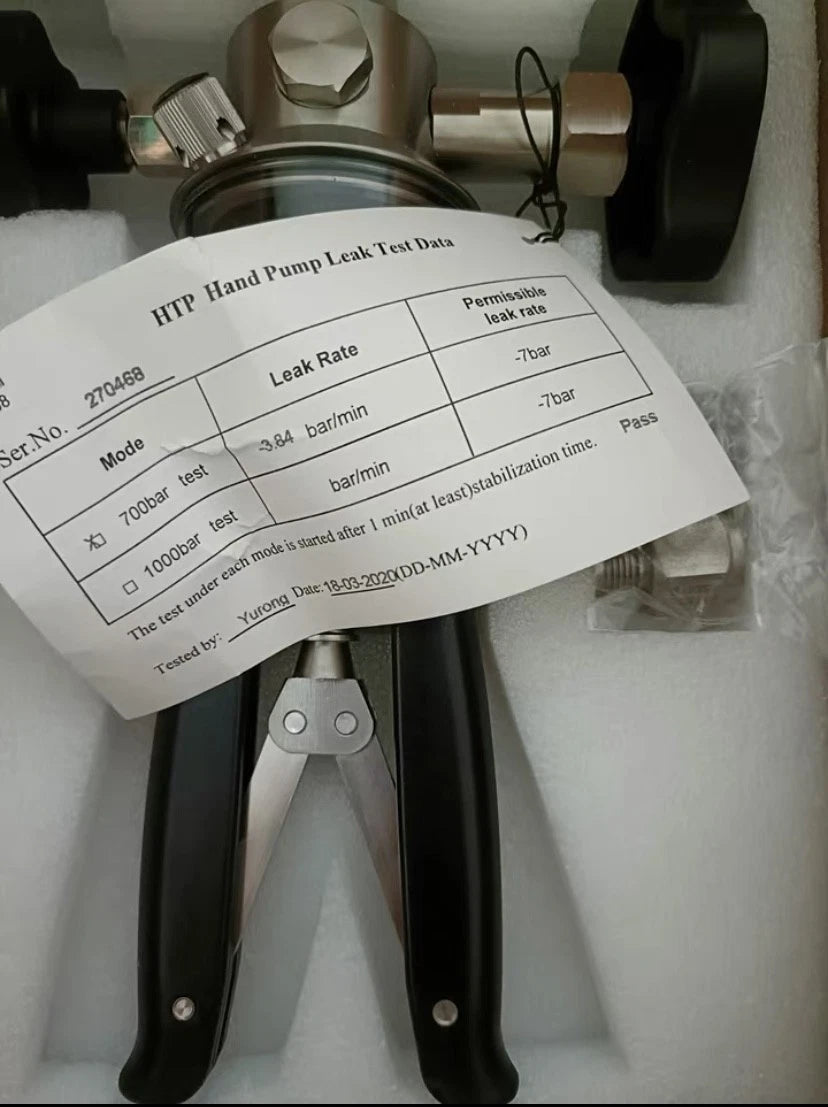 HTP Hand Pump Leak Test Data
8
Ser.No. 270468
Mode Leak Rate Permissible
leak rate
700bar test -3.84 bar/min -7bar
1000bar test bar/min -7bar
The test under each mode is started after 1 min(at least)stabilization time. Pass
Tested by: Yurong Date: 18-03-2020(DD-MM-YYYY)